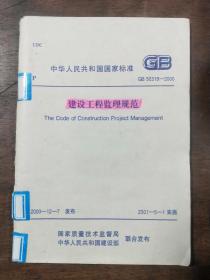 UDC
中华人民共和国国家标准 GB
P
GB 50319—2000
建设工程监理规范
The Code of Construction Project Management
2000—12—7 发布
2001—5—1 实施
国家质量技术监督局
中华人民共和国建设部
联合发布